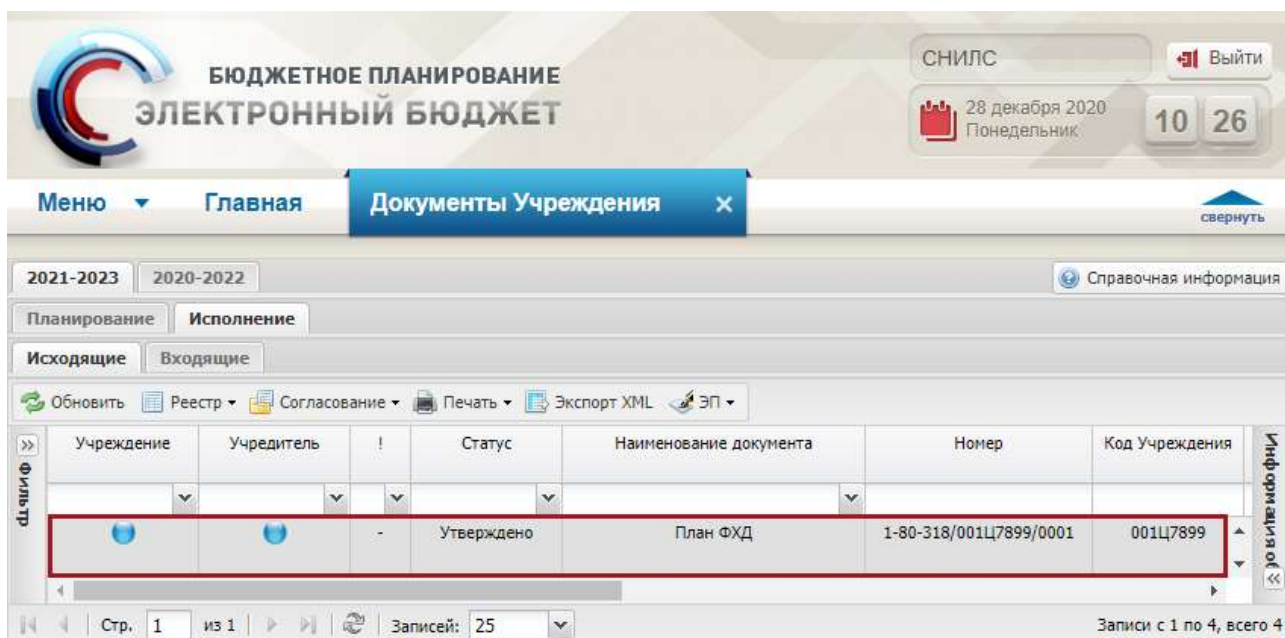 СНИЛС
Выйти
БЮДЖЕТНОЕ ПЛАНИРОВАНИЕ
ЭЛЕКТРОННЫЙ БЮДЖЕТ
28 декабря 2020
Понедельник
10 26
Меню Главная Документы Учреждения × свернуть
2021-2023 2020-2022 Справочная информация
Планирование Исполнение
Исходящие Входящие
Обновить Реестр Согласование Печать Экспорт XML ЭП
Фильтр
Учреждение Учредитель ! Статус Наименование документа Номер Код Учреждения
- Утверждено План ФХД 1-80-318/001Ц7899/0001 001Ц7899
Информация
Стр. 1 из 1 Записей: 25 Записи с 1 по 4, всего 4